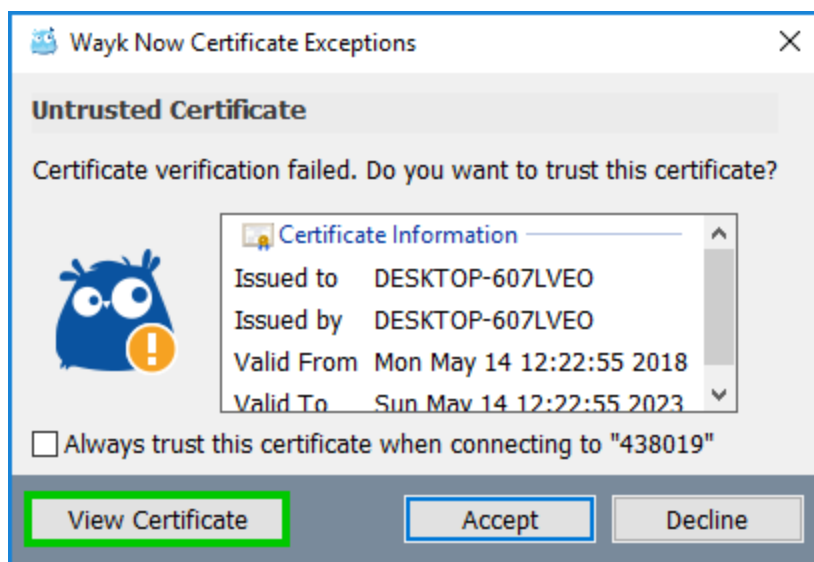 Wayk Now Certificate Exceptions
Untrusted Certificate
Certificate verification failed. Do you want to trust this certificate?
Certificate Information
Issued to DESKTOP-607LVEO
Issued by DESKTOP-607LVEO
Valid From Mon May 14 12:22:55 2018
Valid To Sun May 14 12:22:55 2023
Always trust this certificate when connecting to "438019"
View Certificate Accept Decline